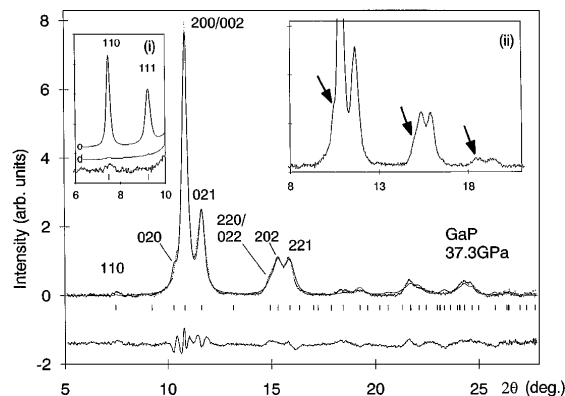 8
200/002
110
(i)
111
o
d
6 8 10
(ii)
8 13 18
6
4
2
0
-2
Intensity (arb. units)
021
020
220/
022
202
221
110
GaP
37.3GPa
5 10 15 20 25 2θ (deg.)